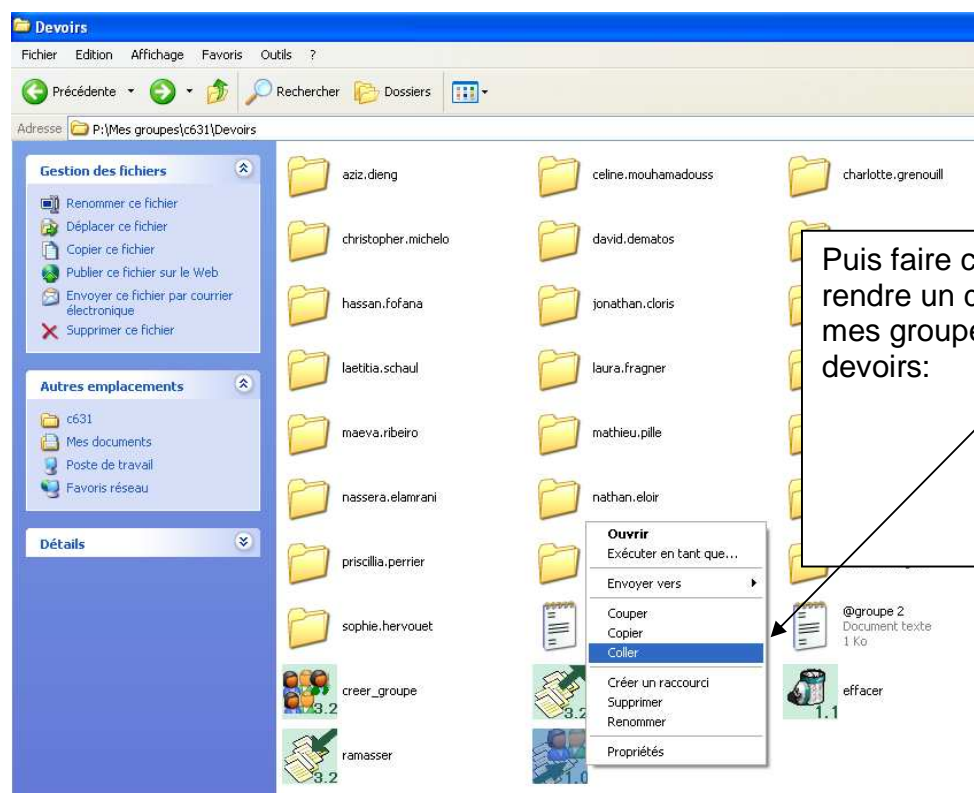 Devoirs
Fichier Edition Affichage Favoris Outils ?
Précédente Rechercher Dossiers
Adresse P:\Mes groupes\c631\Devoirs
Gestion des fichiers
Renommer ce fichier
Déplacer ce fichier
Copier ce fichier
Publier ce fichier sur le Web
Envoyer ce fichier par courrier
électronique
Supprimer ce fichier
Autres emplacements
c631
Mes documents
Poste de travail
Favoris réseau
Détails
aziz.dieng celine.mouhamadouss charlotte.grenouill
christopher.michelo david.dematos
hassan.fofana jonathan.cloris
laetitia.schaul laura.fragner
maeva.ribeiro mathieu.pille
nassera.elamrani nathan.eloir
priscillia.perrier
sophie.hervouet @groupe 2
Document texte
1 Ko
creer_groupe 3.2 3.2 effacer 1.1
ramasser 3.2 1.0
Puis faire c
rendre un
mes groupe
devoirs:
Ouvrir
Exécuter en tant que...
Envoyer vers
Couper
Copier
Coller
Créer un raccourci
Supprimer
Renommer
Propriétés